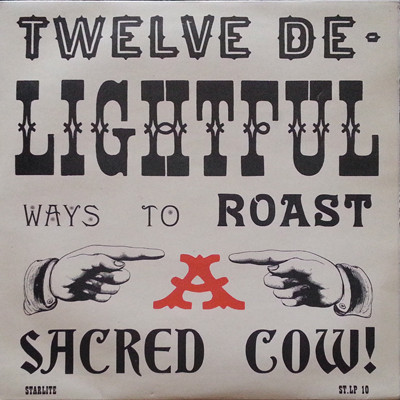 TWELVE DE-
LIGHTFUL
WAYS TO ROAST
A
SACRED COW!
STARLITE ST.LP 10